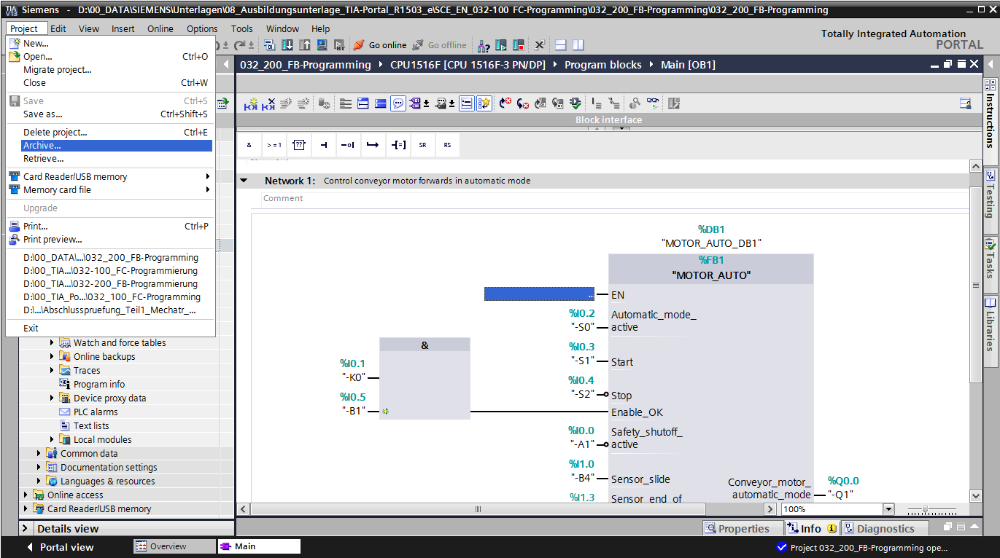 TIA V13 Siemens - D:\00_DATA\SIEMENS\Unterlagen\08_Ausbildungsunterlage_TIA-Portal_R1503_e\SCE_EN_032-100 FC-Programming\032_200_FB-Programming\032_200_FB-Programming
Project Edit View Insert Online Options Tools Window Help
Totally Integrated Automation
PORTAL
Go online Go offline
New...
Open... Ctrl+O
Migrate project...
Close Ctrl+W
Save Ctrl+S
Save as... Ctrl+Shift+S
Delete project... Ctrl+E
Archive...
Retrieve...
Card Reader/USB memory
Memory card file
Upgrade
Print... Ctrl+P
Print preview...
D:\00_DATA\...\032_200_FB-Programming
D:\00_TIA...\032-100_FC-Programmierung
D:\00_TIA...\032-200_FB-Programmierung
D:\00_TIA_Po...\032_100_FC-Programming
D:\...\Abschlusspruefung_Teil1_Mechatr_...
Exit
Watch and force tables
Online backups
Traces
Program info
Device proxy data
PLC alarms
Text lists
Local modules
Common data
Documentation settings
Languages & resources
Online access
Card Reader/USB memory
Details view
032_200_FB-Programming CPU1516F [CPU 1516F-3 PN/DP] Program blocks Main [OB1]
Block interface
& >=1 ?? -| -o| -[=] SR RS
Network 1: Control conveyor motor forwards in automatic mode
Comment
%DB1
"MOTOR_AUTO_DB1"
%FB1
"MOTOR_AUTO"
... EN
%I0.2
"-S0"
Automatic_mode_
active
%I0.3
"-S1" Start
%I0.4
"-S2" Stop
&
%I0.1
"-K0"
%I0.5
"-B1"
Enable_OK
%I0.0
"-A1"
Safety_shutoff_
active
%I1.0
"-B4" Sensor_slide
%I1.3
Sensor_end_of
Conveyor_motor_
automatic_mode
%Q0.0
"-Q1"
100%
Properties Info Diagnostics
Instructions
Testing
Tasks
Libraries
Portal view Overview Main
Project 032_200_FB-Programming ope...